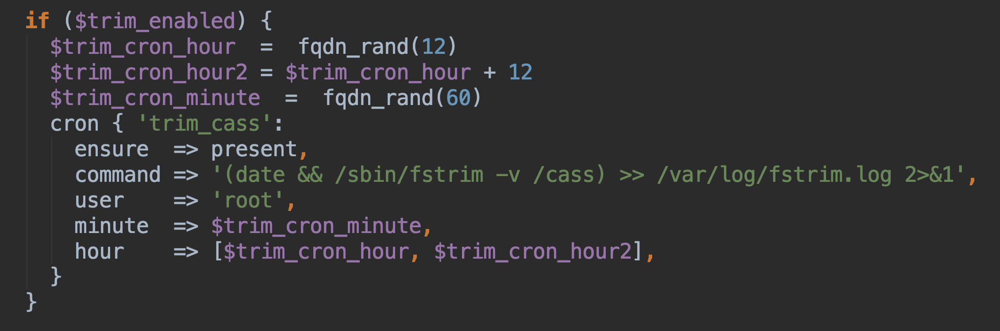 if ($trim_enabled) {
  $trim_cron_hour  =  fqdn_rand(12)
  $trim_cron_hour2 = $trim_cron_hour + 12
  $trim_cron_minute  =  fqdn_rand(60)
  cron { 'trim_cass':
    ensure  => present,
    command => '(date && /sbin/fstrim -v /cass) >> /var/log/fstrim.log 2>&1',
    user    => 'root',
    minute  => $trim_cron_minute,
    hour    => [$trim_cron_hour, $trim_cron_hour2],
  }
}